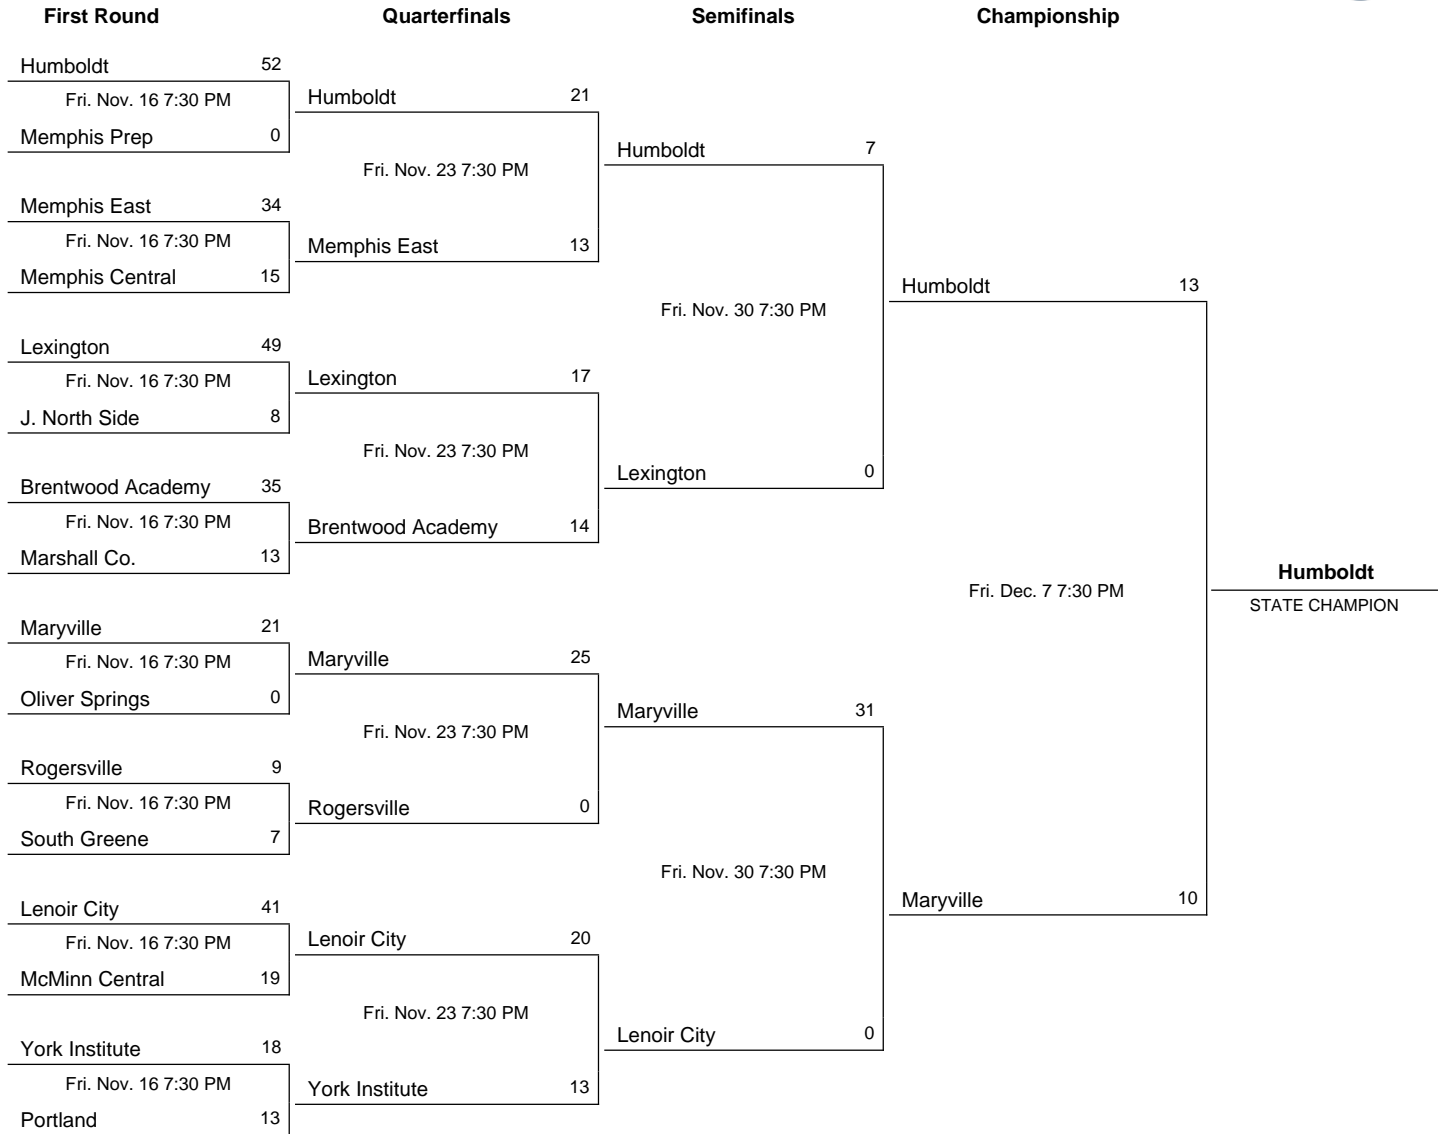 First Round Quarterfinals Semifinals Championship
Humboldt 52
Fri. Nov. 16 7:30 PM
Memphis Prep 0
Memphis East 34
Fri. Nov. 16 7:30 PM
Memphis Central 15
Lexington 49
Fri. Nov. 16 7:30 PM
J. North Side 8
Brentwood Academy 35
Fri. Nov. 16 7:30 PM
Marshall Co. 13
Maryville 21
Fri. Nov. 16 7:30 PM
Oliver Springs 0
Rogersville 9
Fri. Nov. 16 7:30 PM
South Greene 7
Lenoir City 41
Fri. Nov. 16 7:30 PM
McMinn Central 19
York Institute 18
Fri. Nov. 16 7:30 PM
Portland 13
Humboldt 21
Fri. Nov. 23 7:30 PM
Memphis East 13
Lexington 17
Fri. Nov. 23 7:30 PM
Brentwood Academy 14
Maryville 25
Fri. Nov. 23 7:30 PM
Rogersville 0
Lenoir City 20
Fri. Nov. 23 7:30 PM
York Institute 13
Humboldt 7
Fri. Nov. 30 7:30 PM
Lexington 0
Maryville 31
Fri. Nov. 30 7:30 PM
Lenoir City 0
Humboldt 13
Fri. Dec. 7 7:30 PM
Maryville 10
Humboldt
STATE CHAMPION